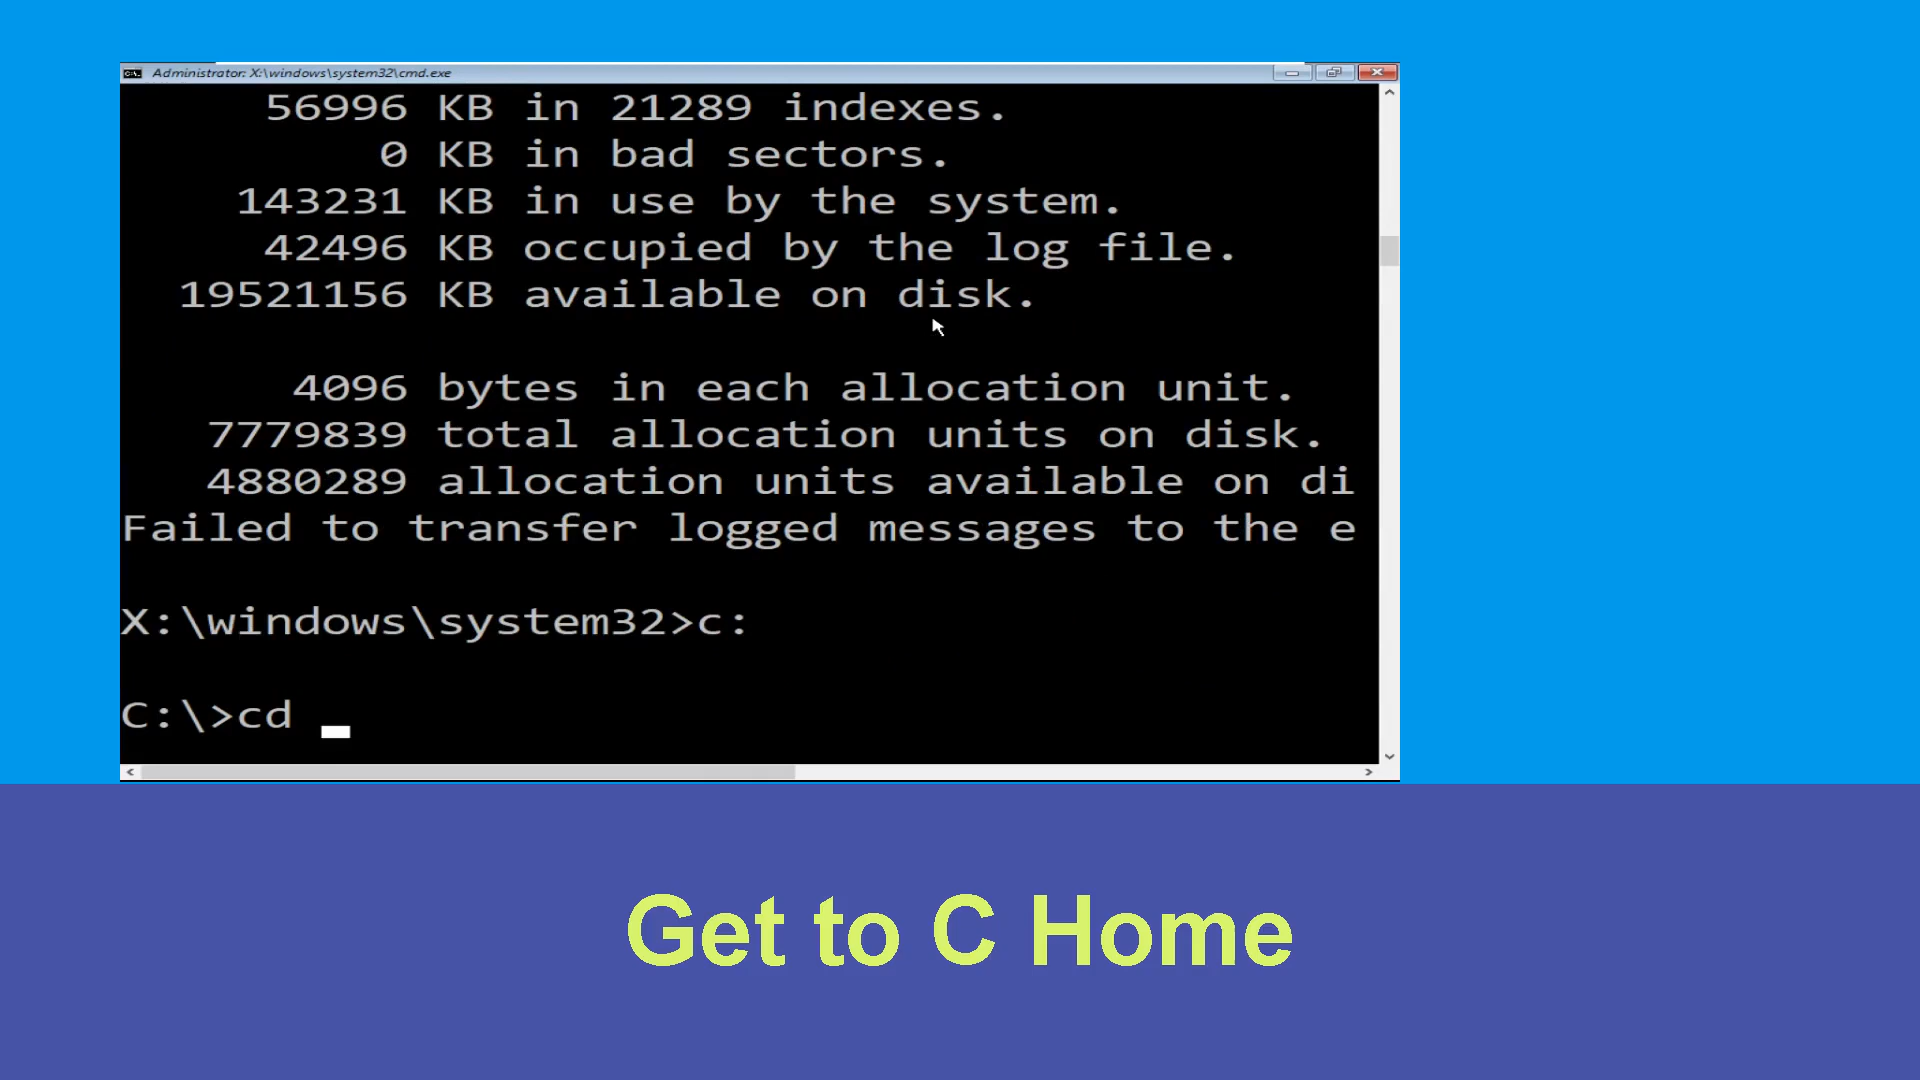 Administrator: X:\windows\system32\cmd.exe
56996 KB in 21289 indexes.
0 KB in bad sectors.
143231 KB in use by the system.
42496 KB occupied by the log file.
19521156 KB available on disk.
4096 bytes in each allocation unit.
7779839 total allocation units on disk.
4880289 allocation units available on di
Failed to transfer logged messages to the e
X:\windows\system32>c:
C:\>cd _
Get to C Home